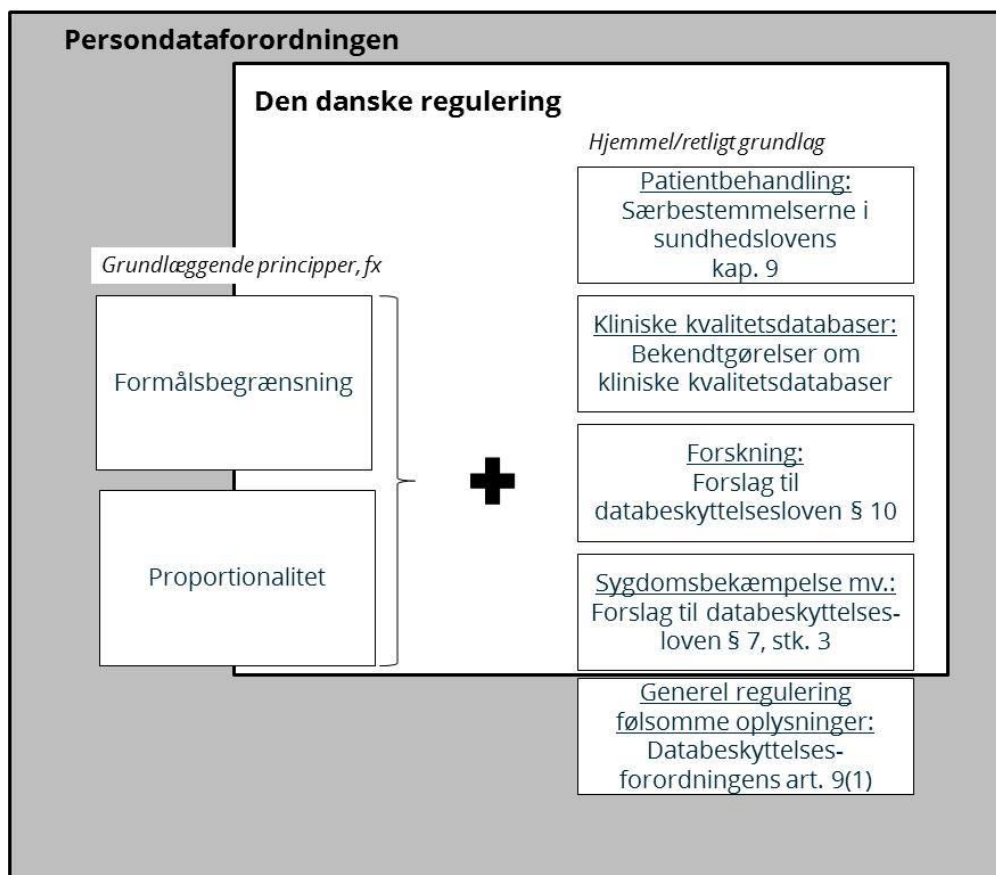 Persondataforordningen
Den danske regulering
Hjemmel/retligt grundlag
Patientbehandling:
Særbestemmelserne i
sundhedslovens
kap. 9
Grundlæggende principper, fx
Formålsbegrænsning
Proportionalitet
Kliniske kvalitetsdatabaser:
Bekendtgørelser om
kliniske kvalitetsdatabaser
Forskning:
Forslag til
databeskyttelsesloven § 10
Sygdomsbekæmpelse mv.:
Forslag til databeskyttelses-
loven § 7, stk. 3
Generel regulering
følsomme oplysninger:
Databeskyttelses-
forordningens art. 9(1)